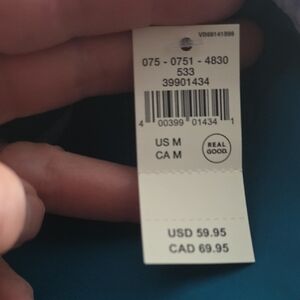 075 - 0751 - 4830
533
39901434
4 00399 01434 1
US M
CA M
REAL
GOOD.
USD 59.95
CAD 69.95